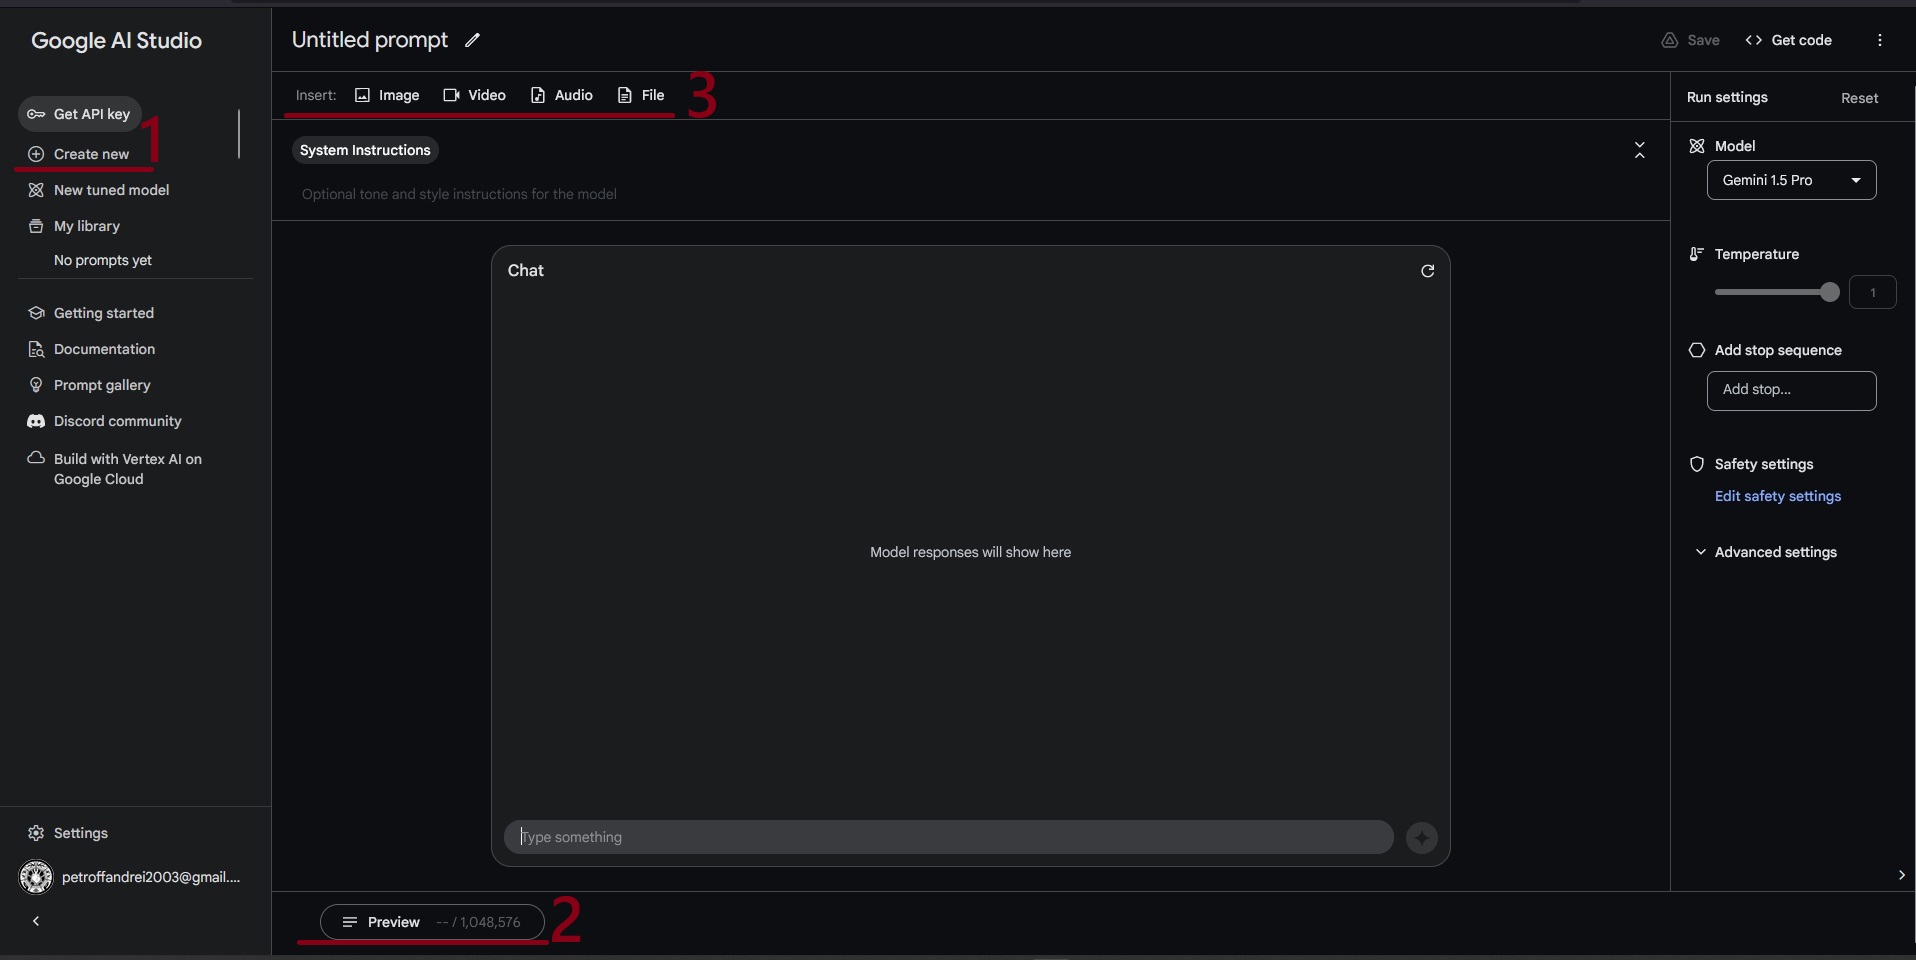 Google AI Studio
Get API key
1
Create new
New tuned model
My library
No prompts yet
Getting started
Documentation
Prompt gallery
Discord community
Build with Vertex AI on
Google Cloud
Settings
petroffandrei2003@gmail....
Untitled prompt
Save
Get code
Insert: Image Video Audio File 3
System Instructions
Optional tone and style instructions for the model
Chat
Model responses will show here
Type something
Preview -- / 1,048,576 2
Run settings Reset
Model
Gemini 1.5 Pro
Temperature
1
Add stop sequence
Add stop...
Safety settings
Edit safety settings
Advanced settings